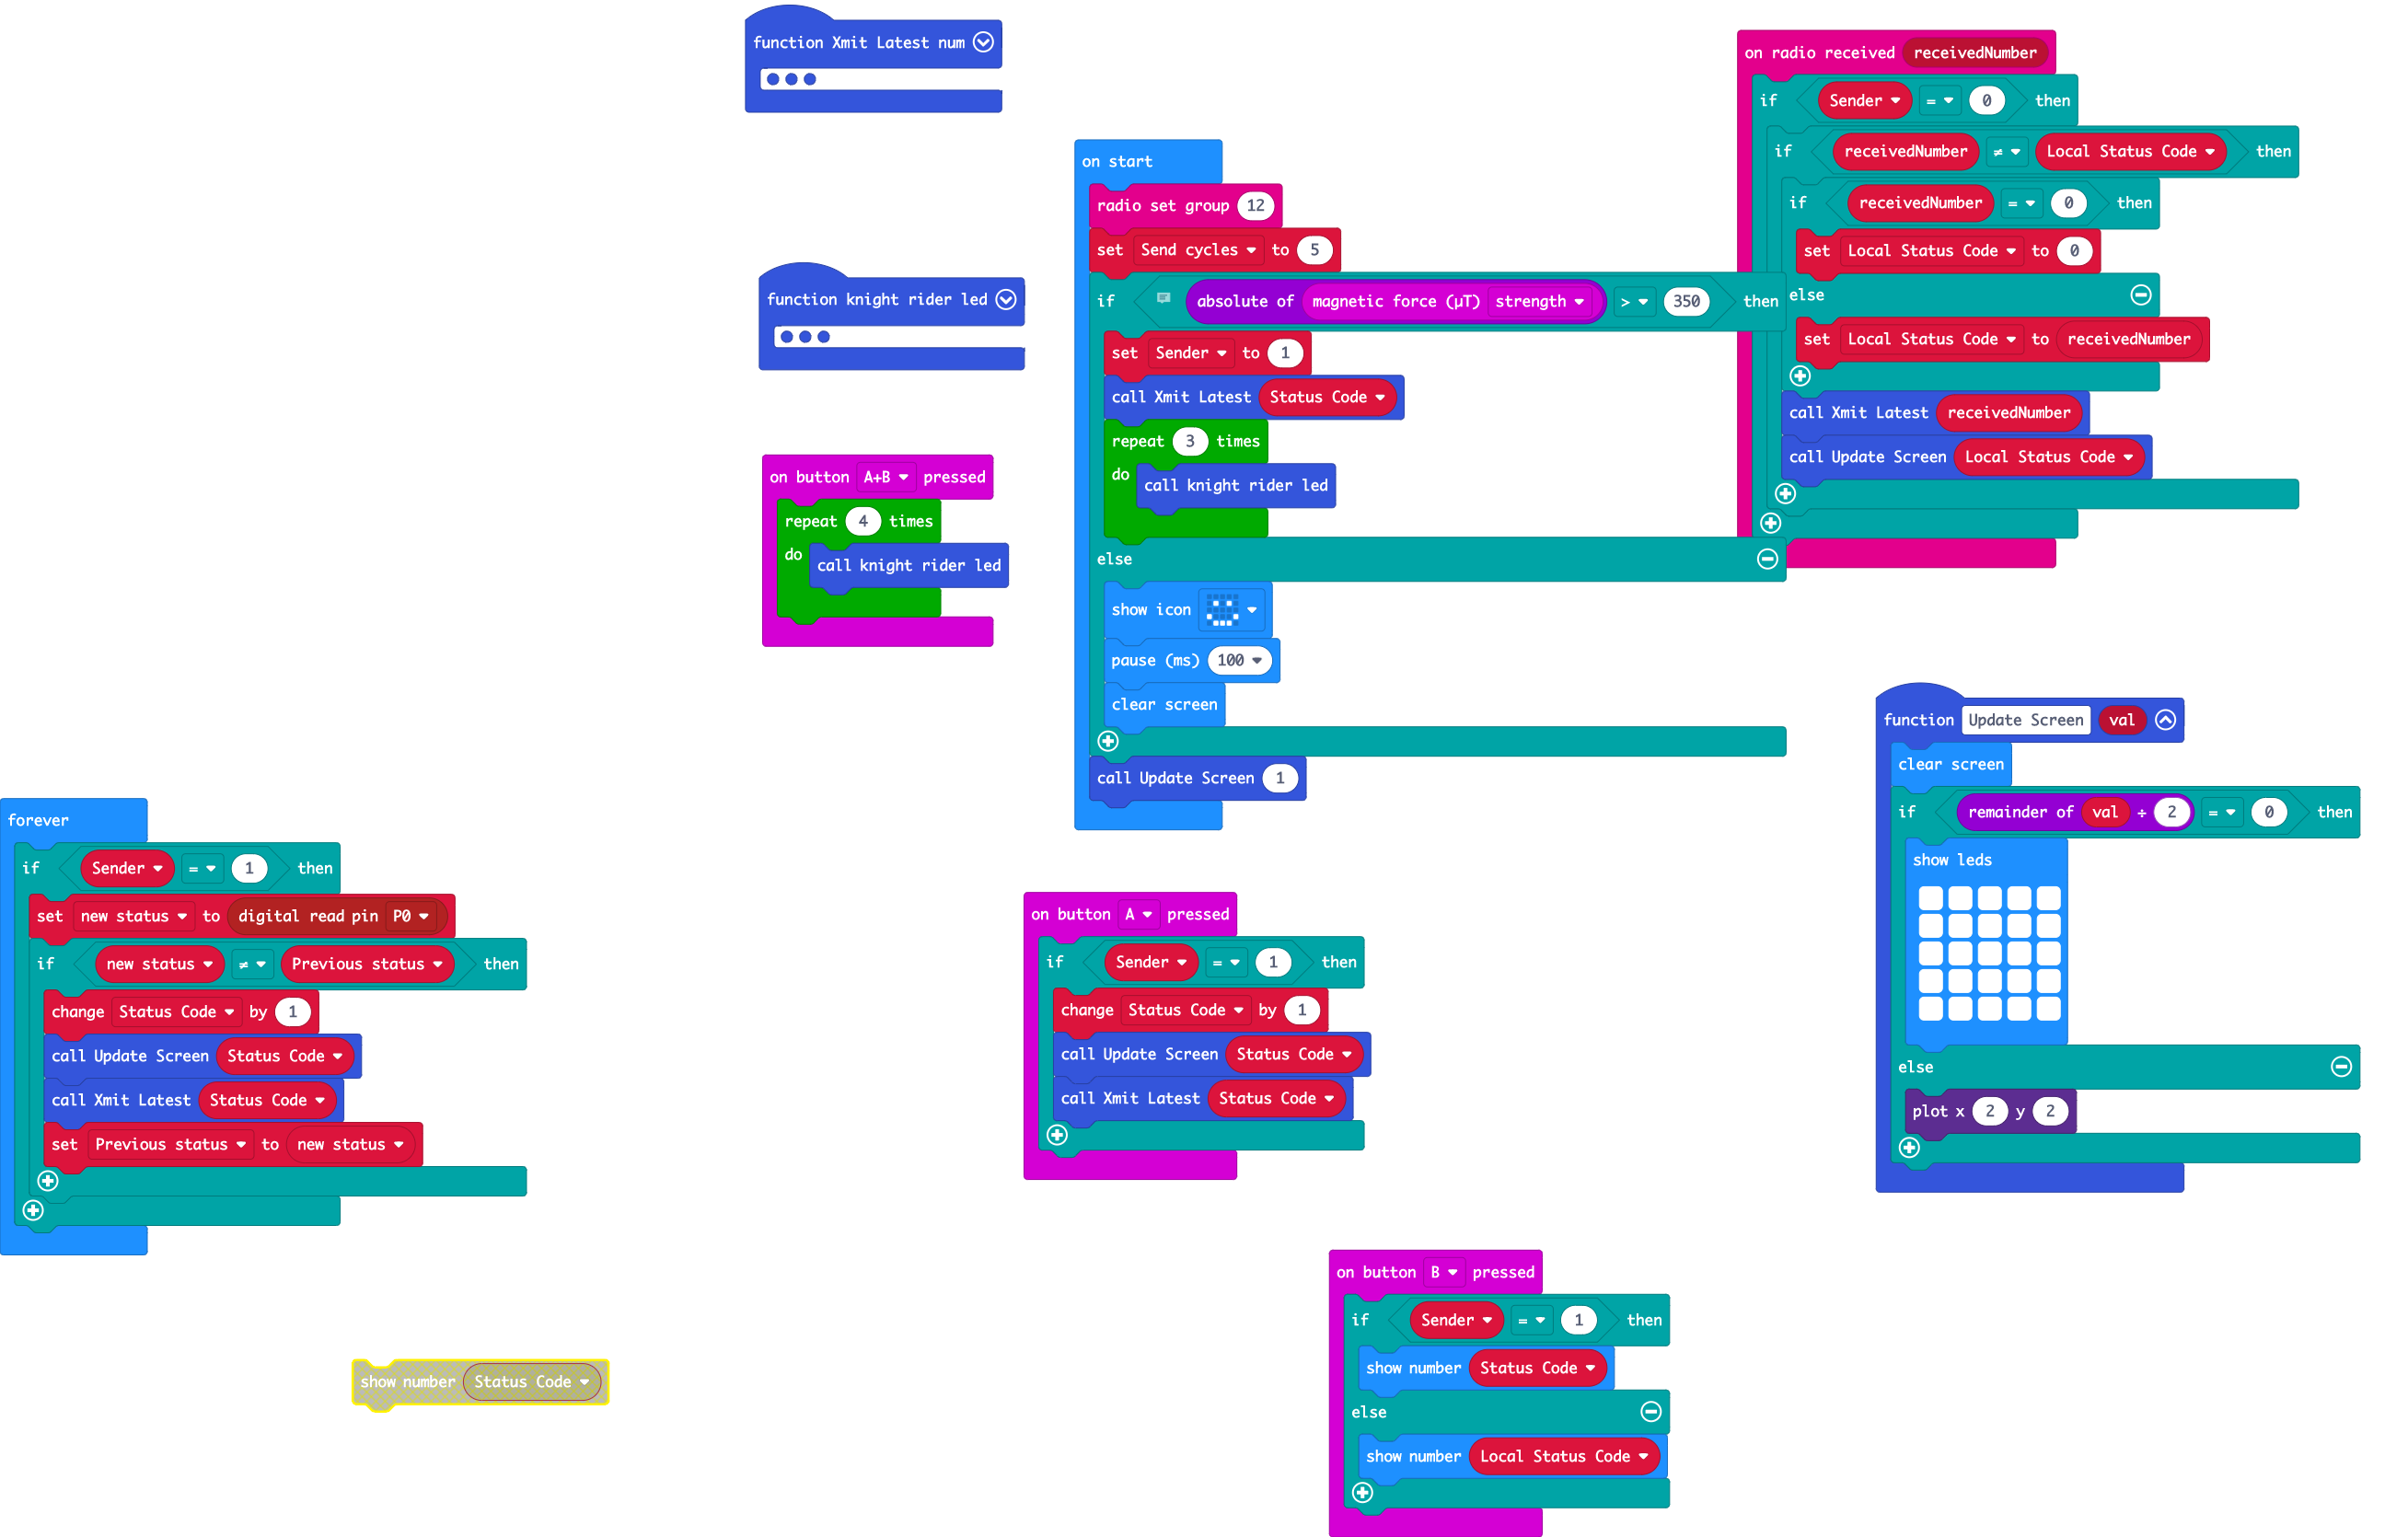 function Xmit Latest num
function knight rider led
on button A+B pressed
repeat 4 times
do
call knight rider led
on start
radio set group 12
set Send cycles to 5
if absolute of magnetic force (µT) strength > 350 then
set Sender to 1
call Xmit Latest Status Code
repeat 3 times
do
call knight rider led
else
show icon
pause (ms) 100
clear screen
call Update Screen 1
on radio received receivedNumber
if Sender = 0 then
if receivedNumber ≠ Local Status Code then
if receivedNumber = 0 then
set Local Status Code to 0
else
set Local Status Code to receivedNumber
call Xmit Latest receivedNumber
call Update Screen Local Status Code
function Update Screen val
clear screen
if remainder of val ÷ 2 = 0 then
show leds
else
plot x 2 y 2
forever
if Sender = 1 then
set new status to digital read pin P0
if new status ≠ Previous status then
change Status Code by 1
call Update Screen Status Code
call Xmit Latest Status Code
set Previous status to new status
on button A pressed
if Sender = 1 then
change Status Code by 1
call Update Screen Status Code
call Xmit Latest Status Code
on button B pressed
if Sender = 1 then
show number Status Code
else
show number Local Status Code
show number Status Code